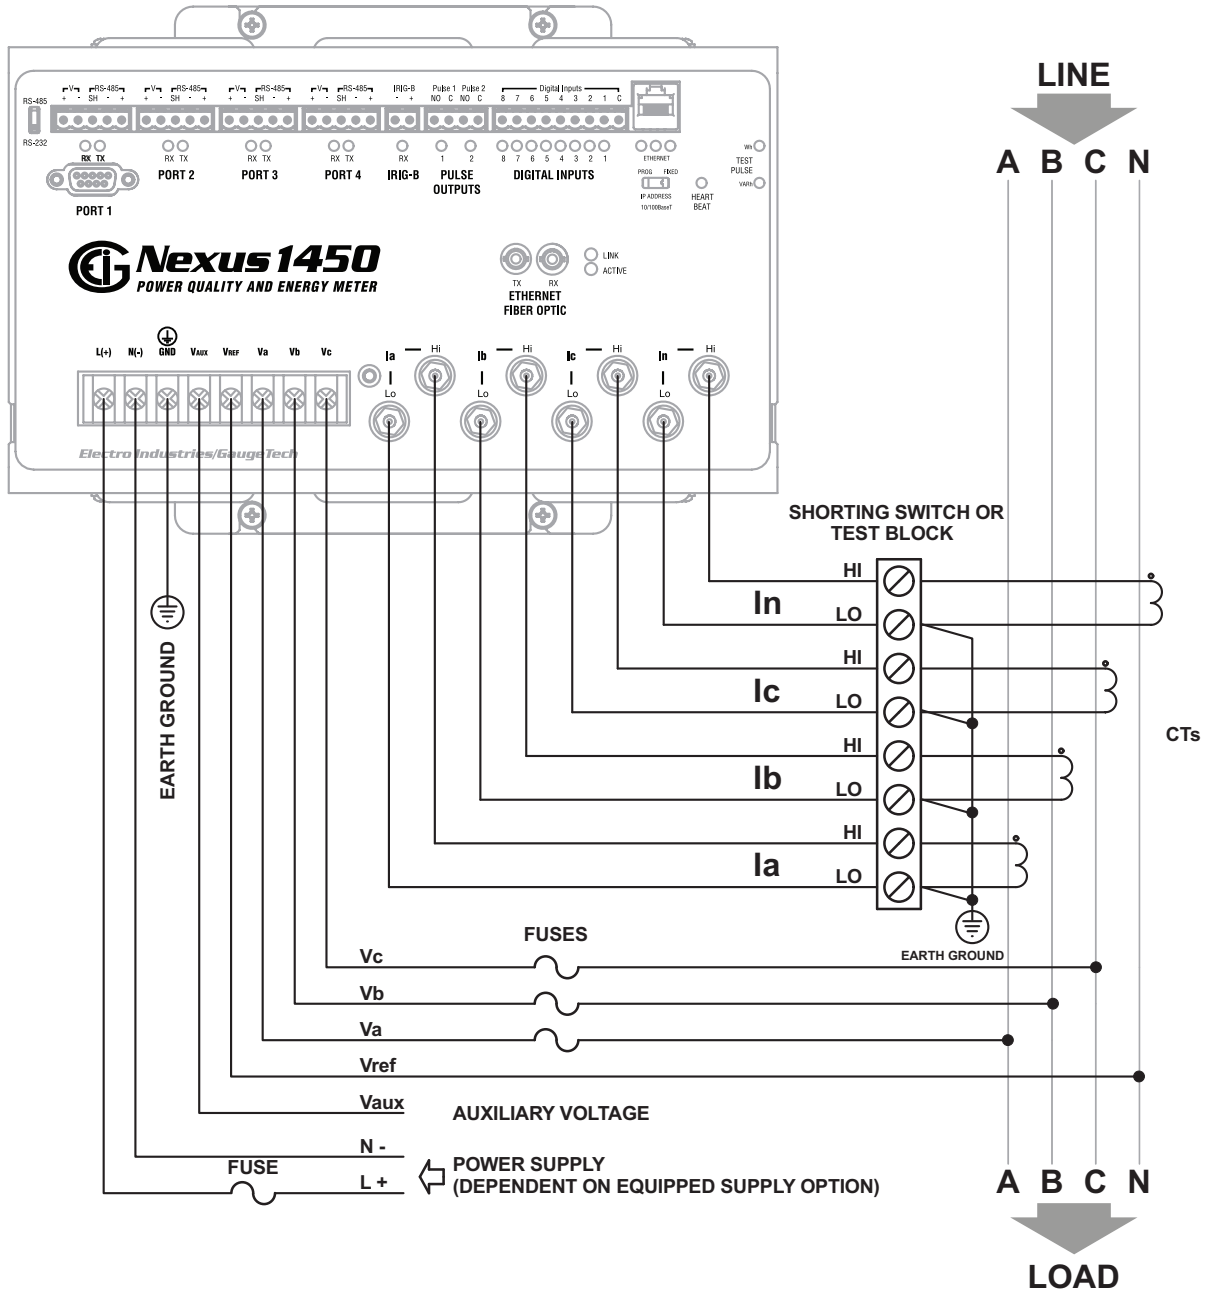 LINE
A B C N
V RS-485 V RS-485 V RS-485 V RS-485 IRIG-B Pulse 1 Pulse 2 Digital Inputs
+ - SH - + + - SH - + + - SH - + + - SH - + - + NO C NO C 8 7 6 5 4 3 2 1 C
RS-485
RS-232
RX TX RX TX RX TX RX TX RX 1 2 8 7 6 5 4 3 2 1 ETHERNET
PORT 1
PORT 2
PORT 3
PORT 4
IRIG-B
PULSE
OUTPUTS
DIGITAL INPUTS
PROG FIXED
IP ADDRESS
10/100BaseT
HEART
BEAT
Wh
TEST
PULSE
VARh
EIG
Nexus 1450
POWER QUALITY AND ENERGY METER
LINK
ACTIVE
TX RX
ETHERNET
FIBER OPTIC
L(+) N(-) GND VAUX VREF Va Vb Vc
Ia Hi Ib Hi Ic Hi In Hi
Lo Lo Lo Lo
Electro Industries/GaugeTech
SHORTING SWITCH OR
TEST BLOCK
HI
In
LO
HI
Ic
LO
HI
Ib
LO
HI
Ia
LO
CTs
EARTH GROUND
EARTH GROUND
FUSES
Vc
Vb
Va
Vref
Vaux
AUXILIARY VOLTAGE
N -
FUSE
L +
POWER SUPPLY
(DEPENDENT ON EQUIPPED SUPPLY OPTION)
A B C N
LOAD